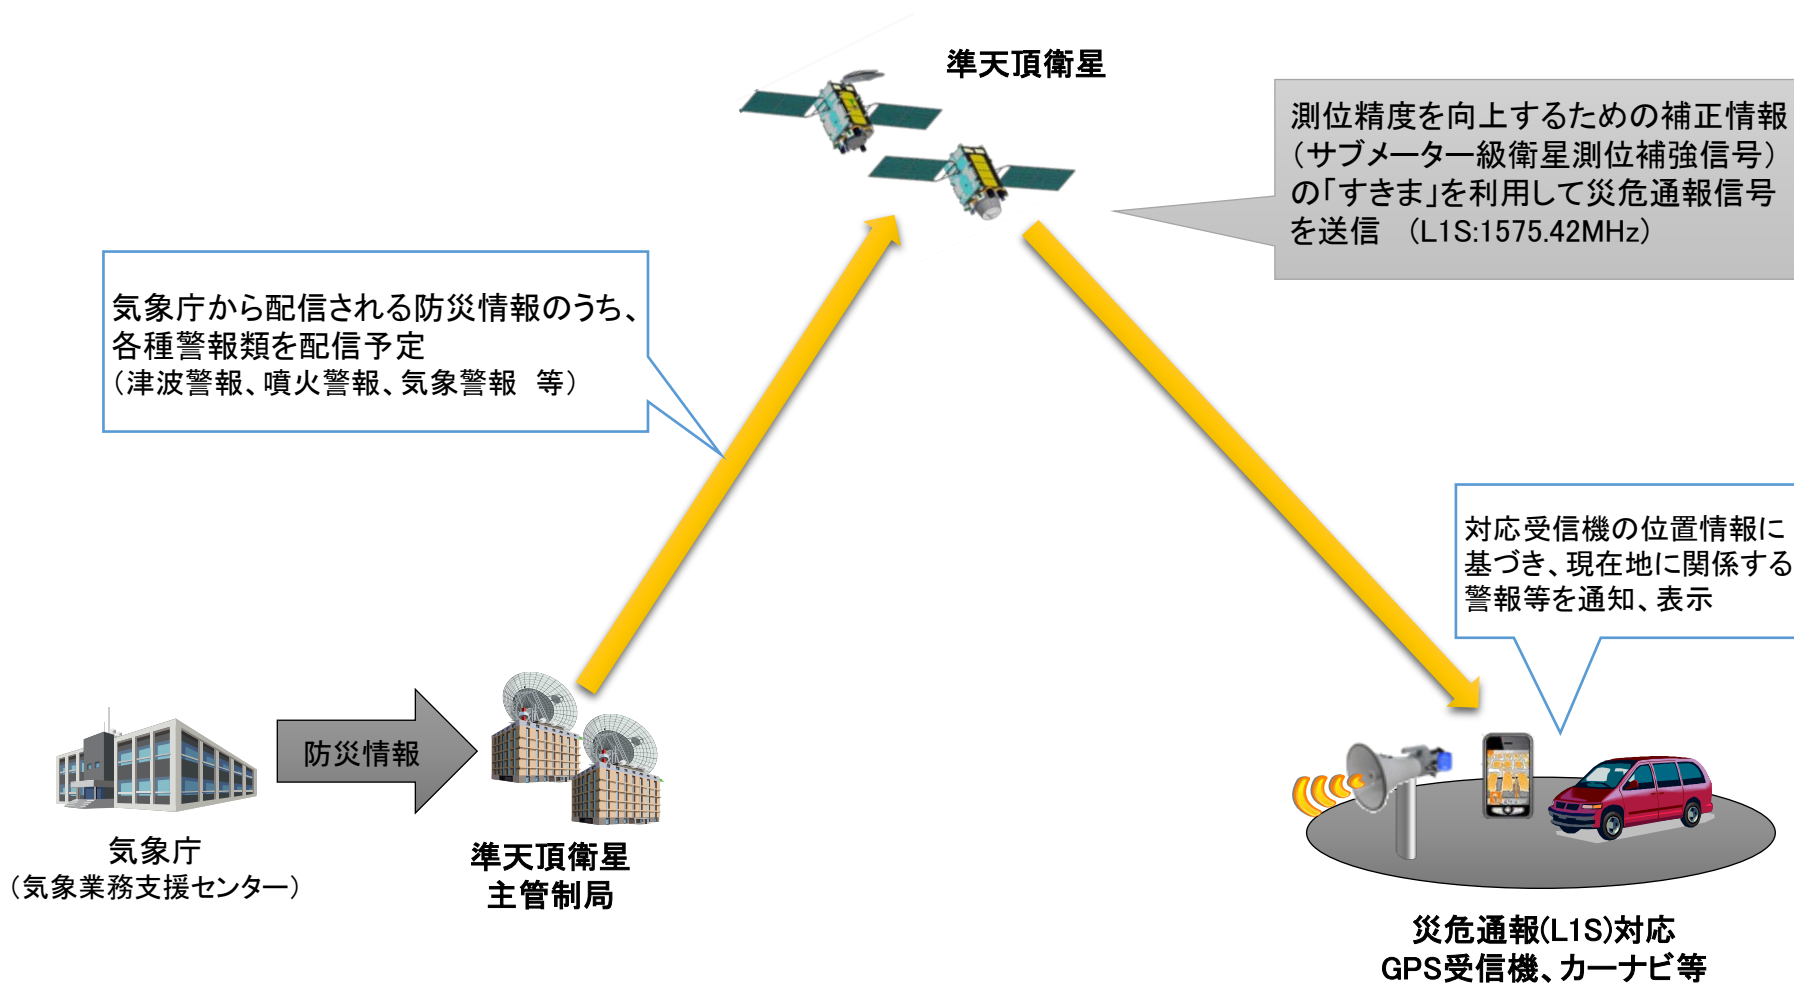 準天頂衛星
測位精度を向上するための補正情報
（サブメーター級衛星測位補強信号）
の「すきま」を利用して災危通報信号
を送信　（L1S:1575.42MHz）
気象庁から配信される防災情報のうち、
各種警報類を配信予定
（津波警報、噴火警報、気象警報　等）
対応受信機の位置情報に
基づき、現在地に関係する
警報等を通知、表示
防災情報
気象庁
（気象業務支援センター）
準天頂衛星
主管制局
災危通報(L1S)対応
GPS受信機、カーナビ等